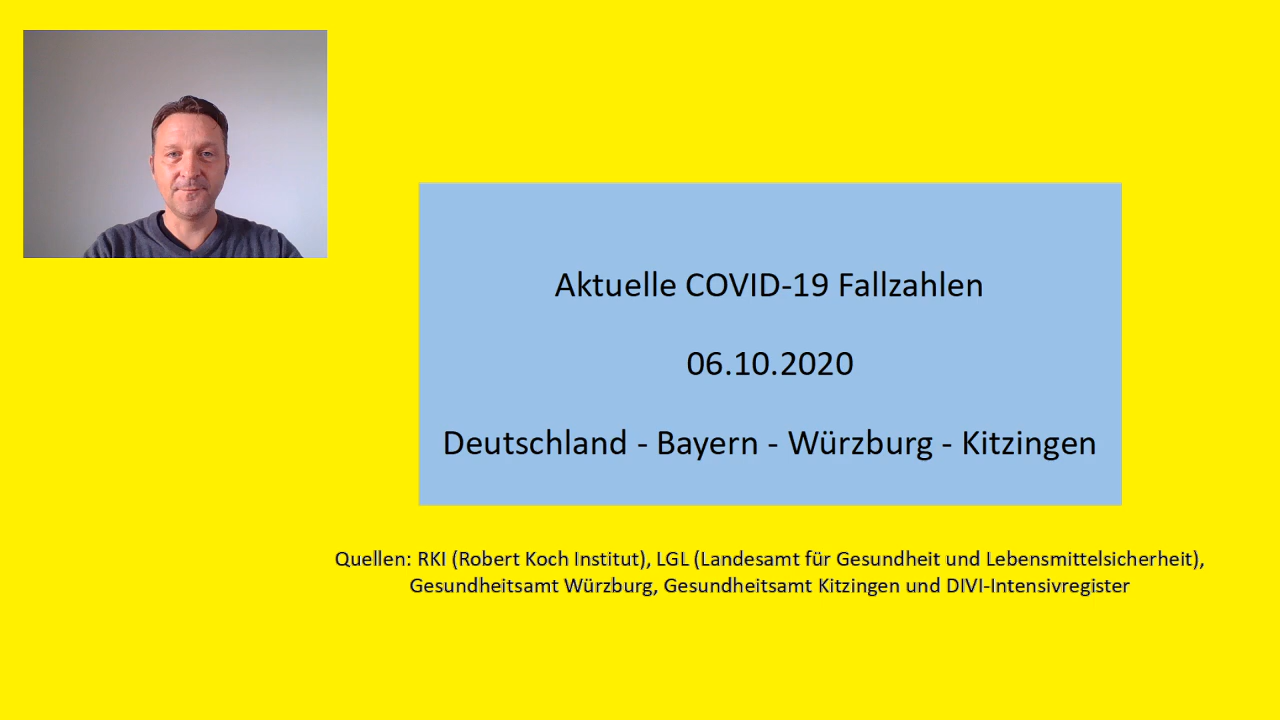 Aktuelle COVID-19 Fallzahlen
06.10.2020
Deutschland - Bayern - Würzburg - Kitzingen
Quellen: RKI (Robert Koch Institut), LGL (Landesamt für Gesundheit und Lebensmittelsicherheit),
Gesundheitsamt Würzburg, Gesundheitsamt Kitzingen und DIVI-Intensivregister